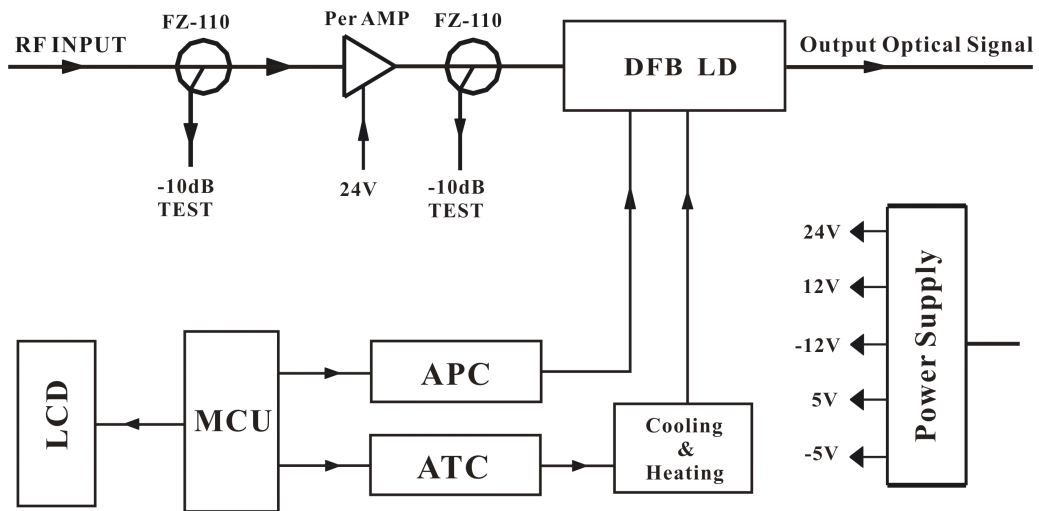 FZ-110
Per AMP
FZ-110
RF INPUT
DFB LD
Output Optical Signal
-10dB
TEST
24V
-10dB
TEST
24V
12V
-12V
5V
-5V
Power Supply
LCD
MCU
APC
ATC
Cooling
&
Heating